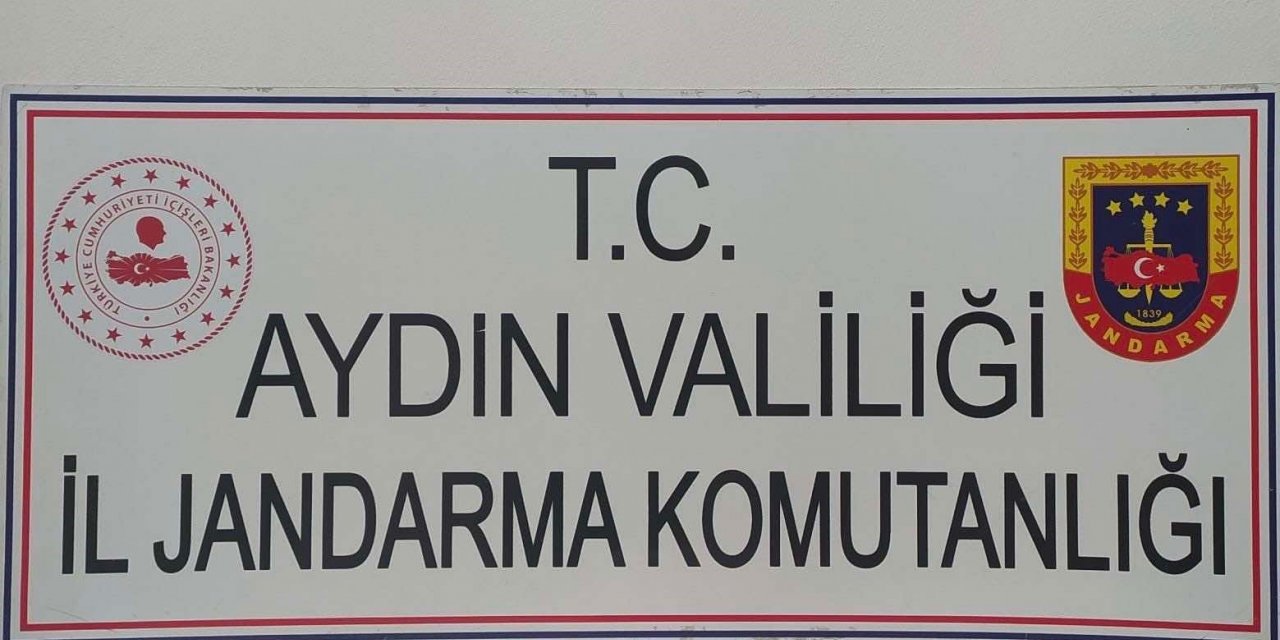 T.C.
AYDIN VALİLİĞİ
İL JANDARMA KOMUTANLIĞI
TÜRKİYE CUMHURİYETİ İÇİŞLERİ BAKANLIĞI
1839
JANDARMA